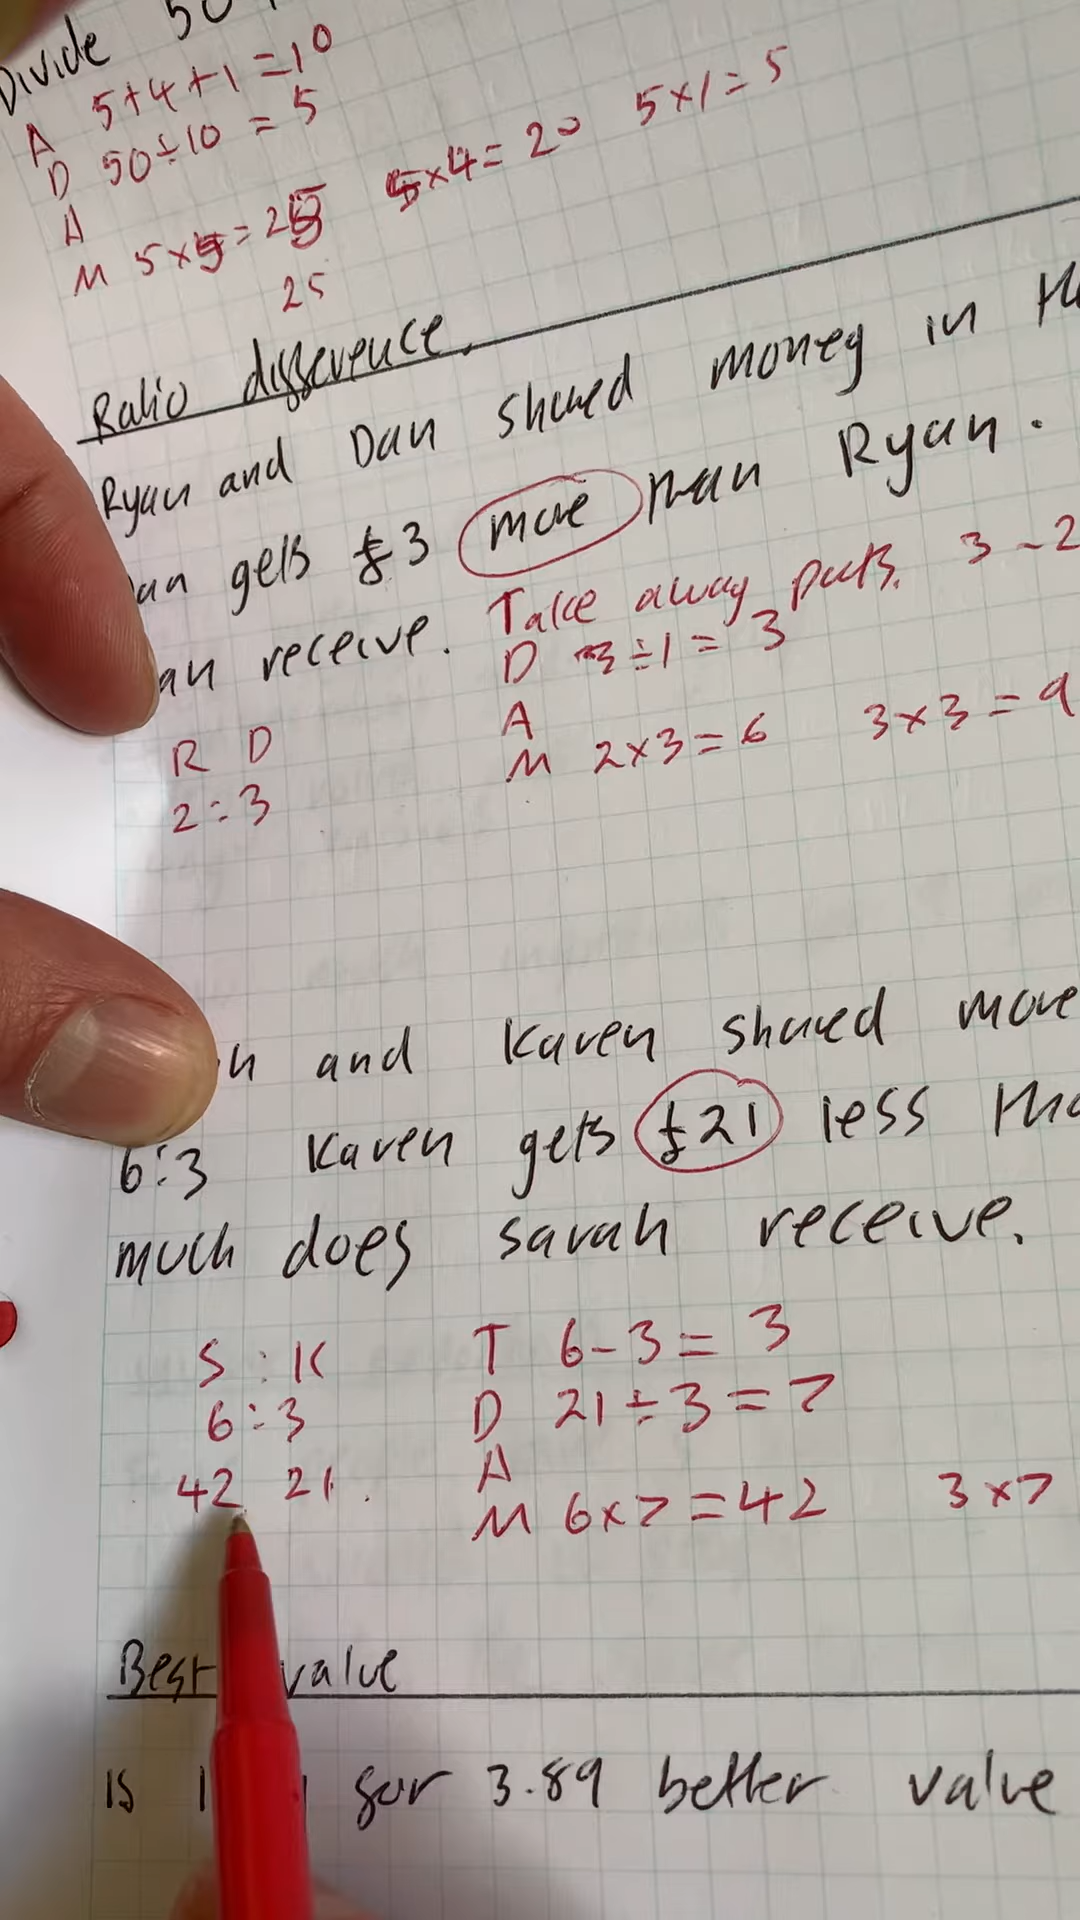 Divide 50
A 5+4+1=10
D 50÷10 = 5
A
M 5×5=25 5×4=20 5×1=5
25
Ratio difference.
Ryan and Dan shared money in the
gets £3 more than Ryan.
receive. Take away parts. 3-2
D 3÷1=3
R D A
2:3 M 2×3=6 3×3=9
and Karen shared
6:3 Karen gets £21 less
much does sarah receive.
S : K T 6-3=3
6:3 D 21÷3=7
42 21. A
M 6×7=42 3×7
Best value
is for 3.89 better value